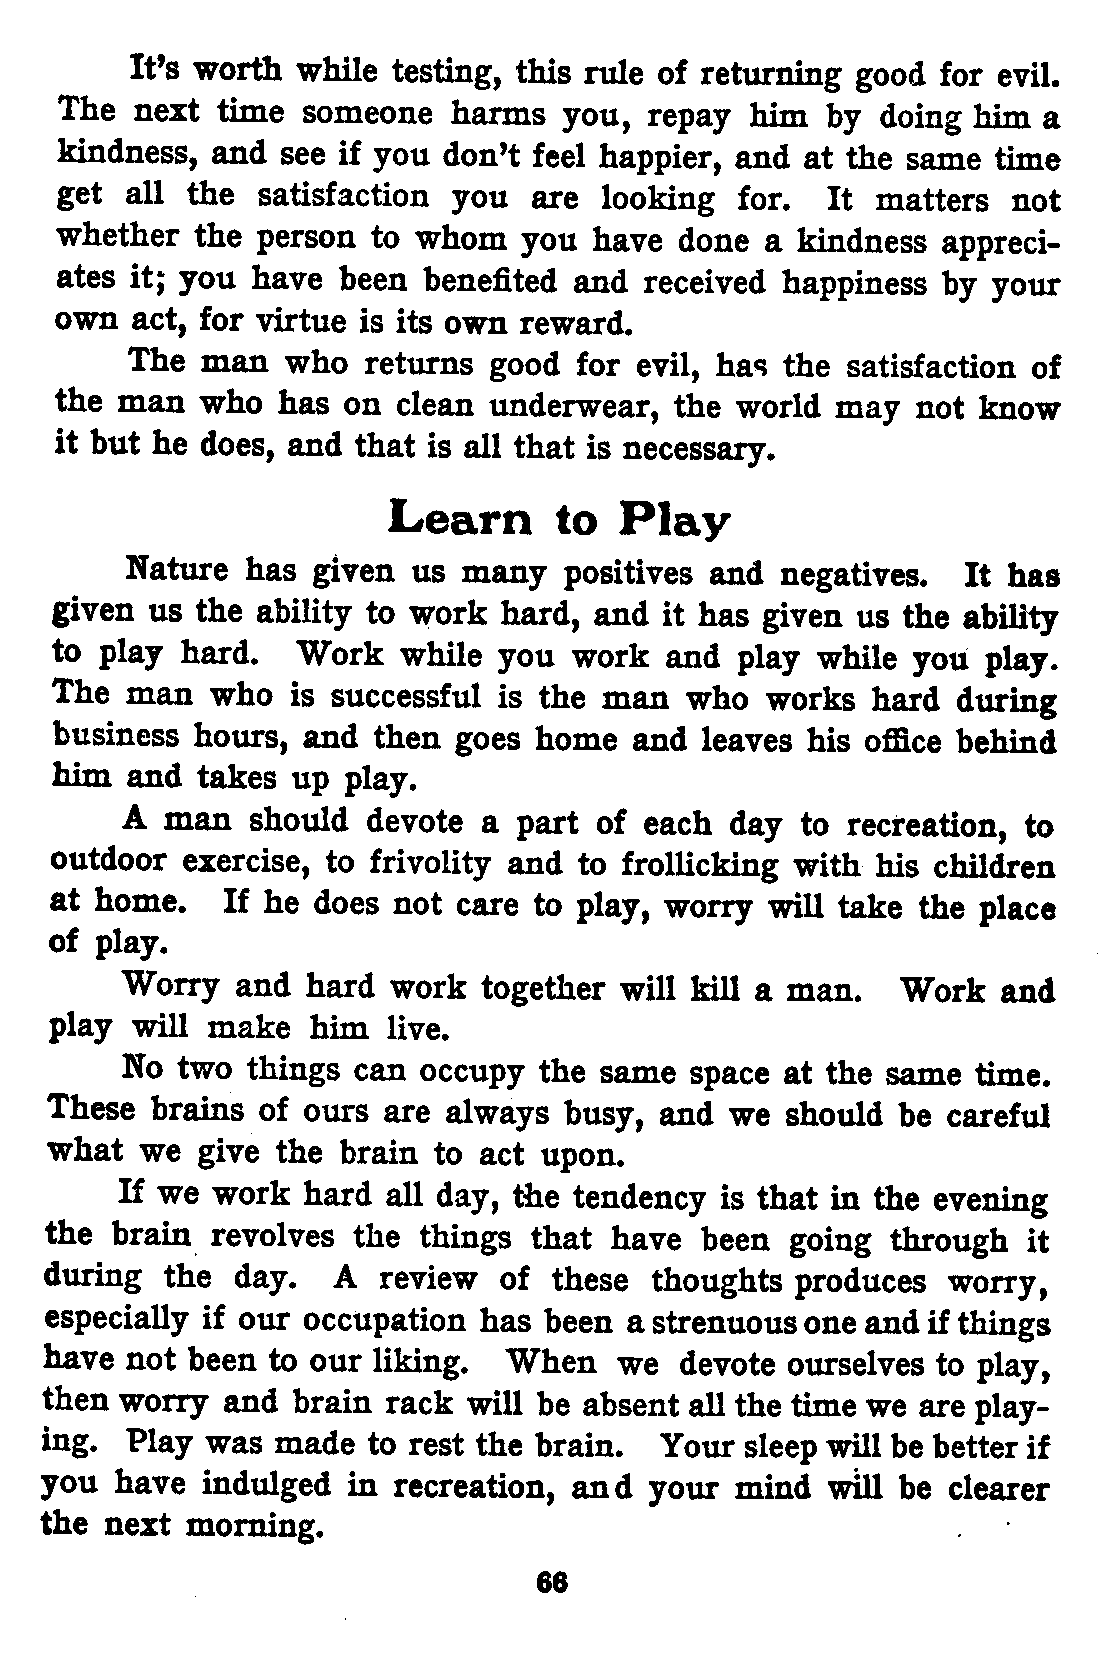 It's worth while testing, this rule of returning good for evil.
The next time someone harms you, repay him by doing him a
kindness, and see if you don't feel happier, and at the same time
get all the satisfaction you are looking for. It matters not
whether the person to whom you have done a kindness appreci-
ates it; you have been benefited and received happiness by your
own act, for virtue is its own reward.
The man who returns good for evil, has the satisfaction of
the man who has on clean underwear, the world may not know
it but he does, and that is all that is necessary.
Learn to Play
Nature has given us many positives and negatives. It has
given us the ability to work hard, and it has given us the ability
to play hard. Work while you work and play while you play.
The man who is successful is the man who works hard during
business hours, and then goes home and leaves his office behind
him and takes up play.
A man should devote a part of each day to recreation, to
outdoor exercise, to frivolity and to frollicking with his children
at home. If he does not care to play, worry will take the place
of play.
Worry and hard work together will kill a man. Work and
play will make him live.
No two things can occupy the same space at the same time.
These brains of ours are always busy, and we should be careful
what we give the brain to act upon.
If we work hard all day, the tendency is that in the evening
the brain revolves the things that have been going through it
during the day. A review of these thoughts produces worry,
especially if our occupation has been a strenuous one and if things
have not been to our liking. When we devote ourselves to play,
then worry and brain rack will be absent all the time we are play-
ing. Play was made to rest the brain. Your sleep will be better if
you have indulged in recreation, and your mind will be clearer
the next morning.
66